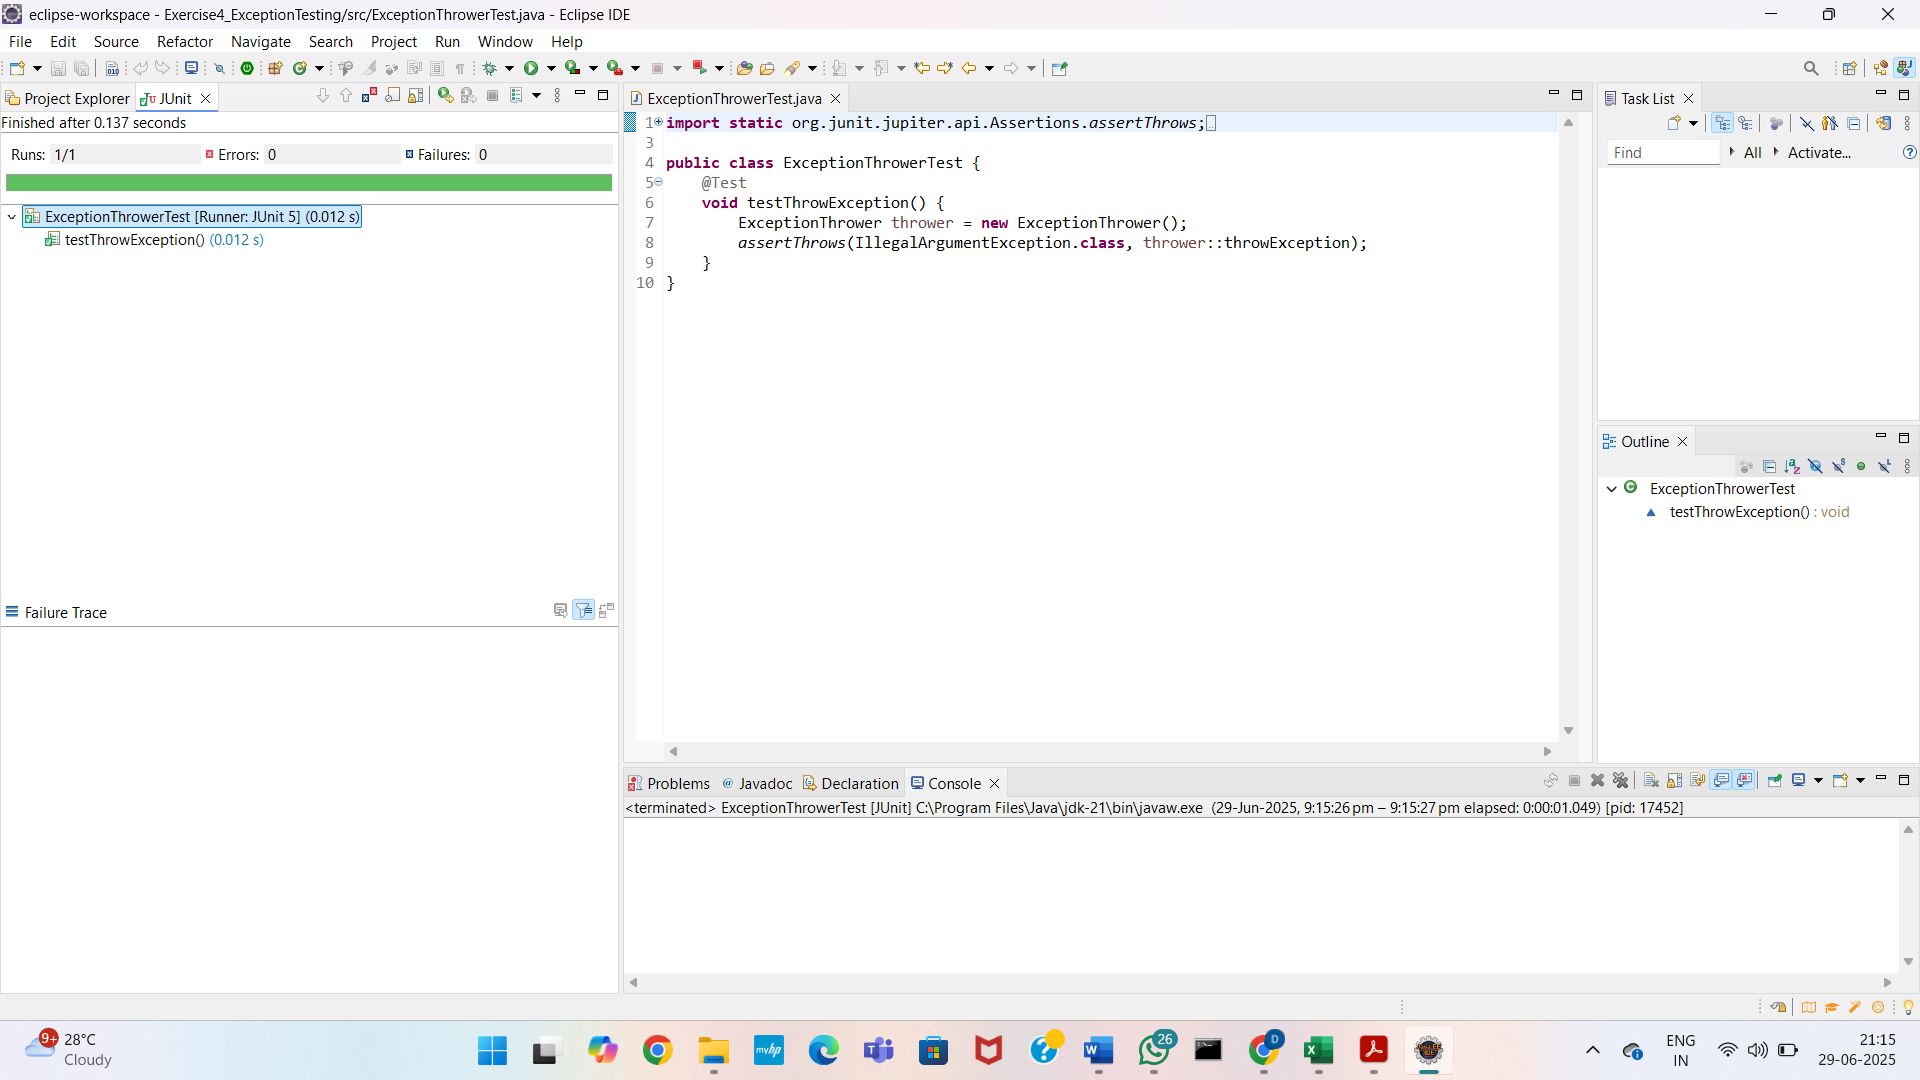 eclipse-workspace - Exercise4_ExceptionTesting/src/ExceptionThrowerTest.java - Eclipse IDE
File Edit Source Refactor Navigate Search Project Run Window Help
Project Explorer JUnit
Finished after 0.137 seconds
Runs: 1/1 Errors: 0 Failures: 0
ExceptionThrowerTest [Runner: JUnit 5] (0.012 s)
testThrowException() (0.012 s)
Failure Trace
ExceptionThrowerTest.java
1 import static org.junit.jupiter.api.Assertions.assertThrows;
3
4 public class ExceptionThrowerTest {
5 @Test
6 void testThrowException() {
7 ExceptionThrower thrower = new ExceptionThrower();
8 assertThrows(IllegalArgumentException.class, thrower::throwException);
9 }
10 }
Task List
Find All Activate...
Outline
ExceptionThrowerTest
testThrowException() : void
Problems Javadoc Declaration Console
<terminated> ExceptionThrowerTest [JUnit] C:\Program Files\Java\jdk-21\bin\javaw.exe (29-Jun-2025, 9:15:26 pm – 9:15:27 pm elapsed: 0:00:01.049) [pid: 17452]
9+
28°C
Cloudy
myhp
26
D
ENG
IN
21:15
29-06-2025